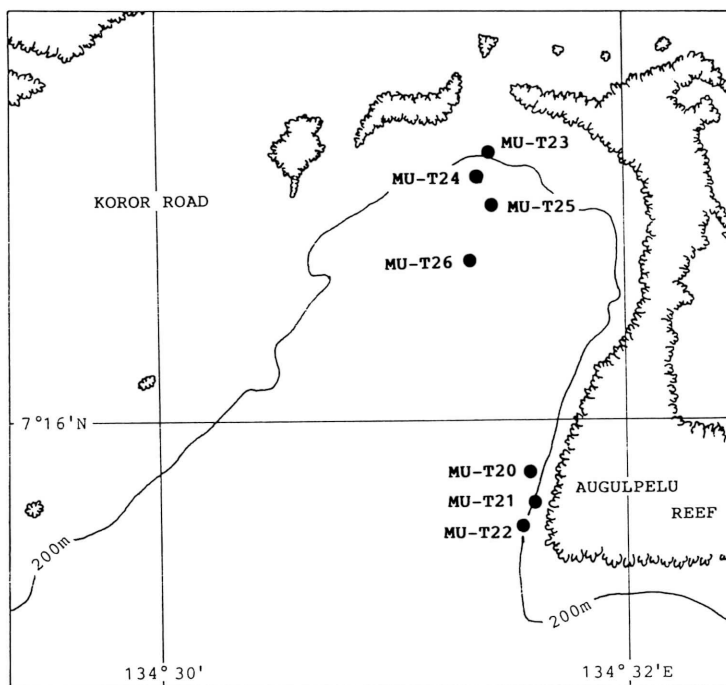 MU-T23
MU-T24
KOROR ROAD
MU-T25
MU-T26
7°16'N
MU-T20
AUGULPELU
MU-T21
REEF
MU-T22
200m
200m
134°30'
134°32'E